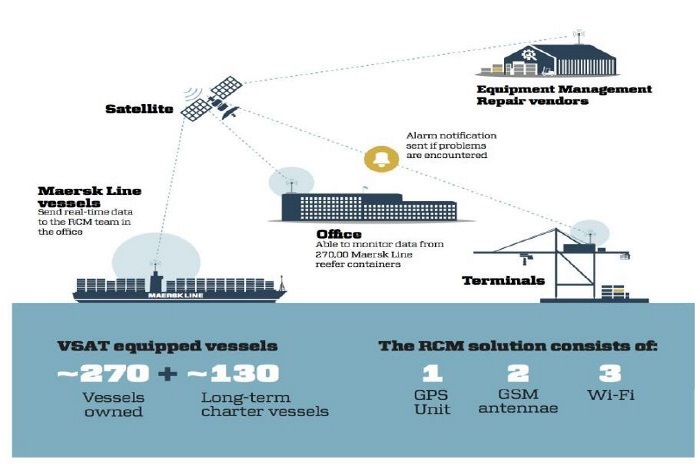 Equipment Management
Repair vendors
Satellite
Alarm notification
sent if problems
are encountered
Maersk Line
vessels
Send real-time data
to the RCM team in
the office
Office
Able to monitor data from
270,00 Maersk Line
reefer containers
Terminals
MAERSK LINE
VSAT equipped vessels
~270 + ~130
Vessels
owned
Long-term
charter vessels
The RCM solution consists of:
1
GPS
Unit
2
GSM
antennae
3
Wi-Fi